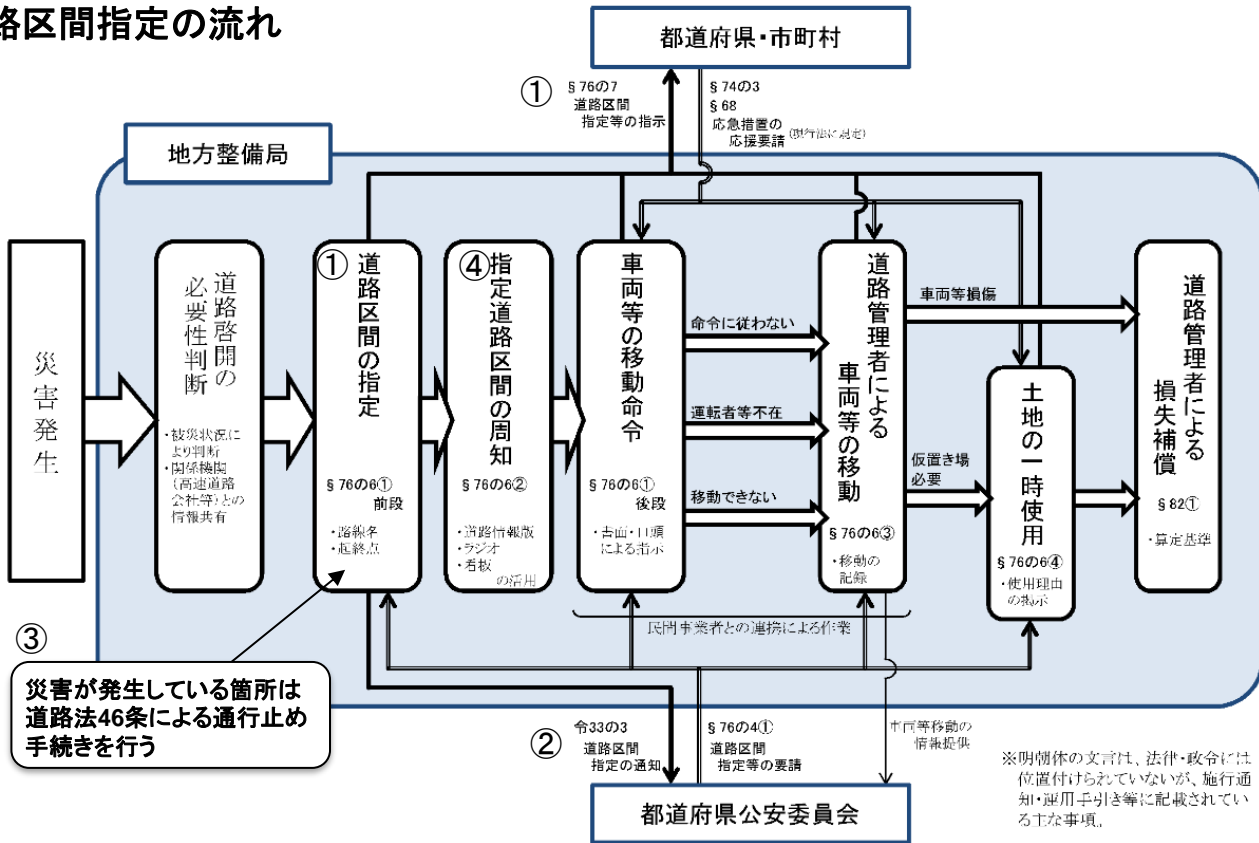 路区間指定の流れ
都道府県・市町村
①
§76の7
道路区間
指定等の指示
§74の3
§68
応急措置の
応援要請
(現行法に規定)
地方整備局
災害発生
道路啓開の
必要性判断
・被災状況に
より判断
・関係機関
(高速道路
会社等)との
情報共有
①
道路区間の指定
§76の6①
前段
・路線名
・起終点
④
指定道路区間の周知
§76の6②
・道路情報版
・ラジオ
・看板
の活用
車両等の移動命令
§76の6①
後段
・書面・口頭
による指示
命令に従わない
運転者等不在
移動できない
道路管理者による
車両等の移動
§76の6③
・移動の
記録
車両等損傷
仮置き場
必要
土地の一時使用
§76の6④
・使用理由
の掲示
道路管理者による
損失補償
§82①
・算定基準
民間事業者との連携による作業
③
災害が発生している箇所は
道路法46条による通行止め
手続きを行う
②
令33の3
道路区間
指定の通知
§76の4①
道路区間
指定等の要請
車両等移動の
情報提供
都道府県公安委員会
※明朝体の文言は、法律・政令には
位置付けられていないが、施行通
知・運用手引き等に記載されてい
る主な事項。